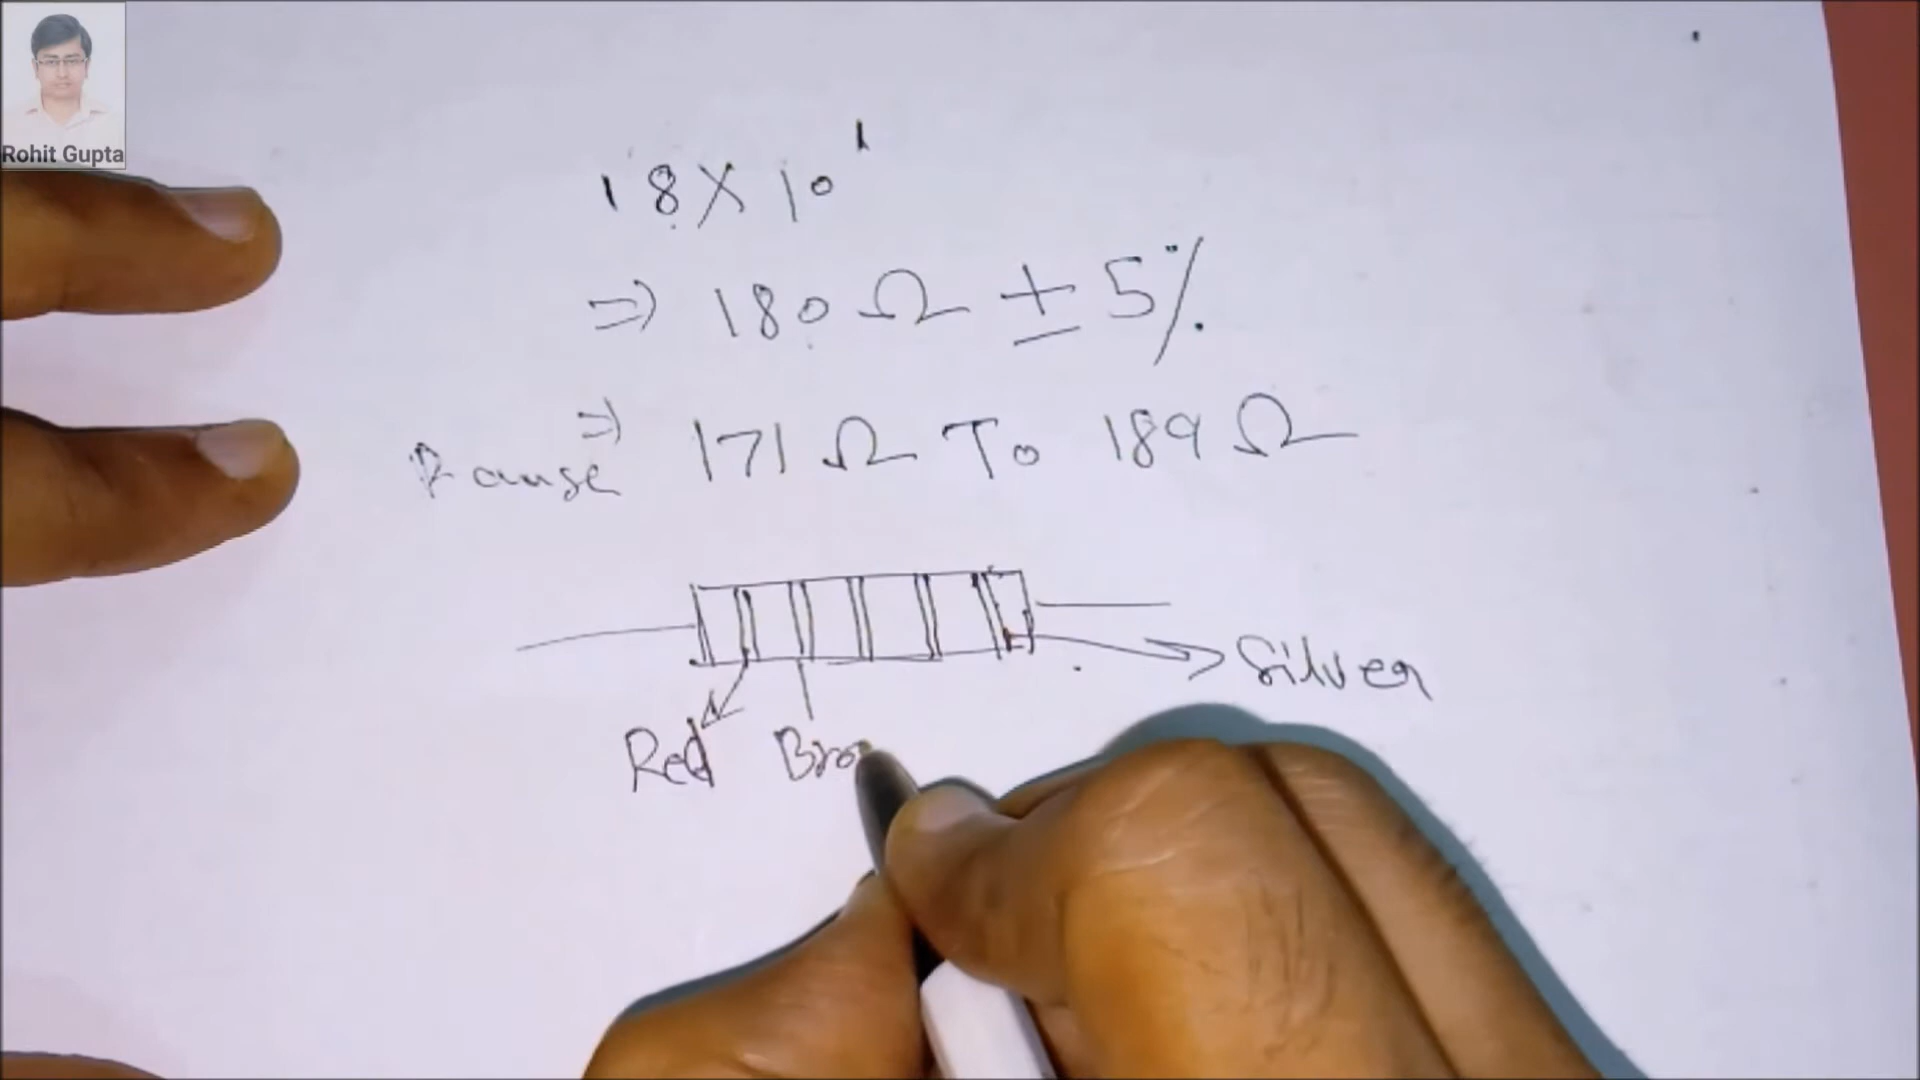 Rohit Gupta
18 X 10¹
=> 180 Ω ± 5%
=> 171 Ω To 189 Ω
Range
Silver
Red Bro